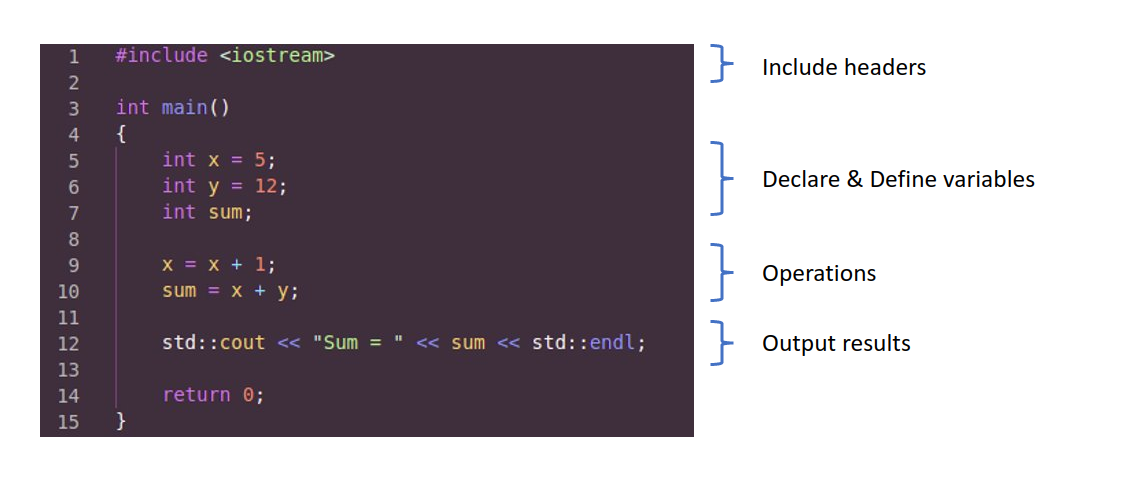 1 #include <iostream>
2
3 int main()
4 {
5     int x = 5;
6     int y = 12;
7     int sum;
8
9     x = x + 1;
10     sum = x + y;
11
12     std::cout << "Sum = " << sum << std::endl;
13
14     return 0;
15 }
Include headers
Declare & Define variables
Operations
Output results